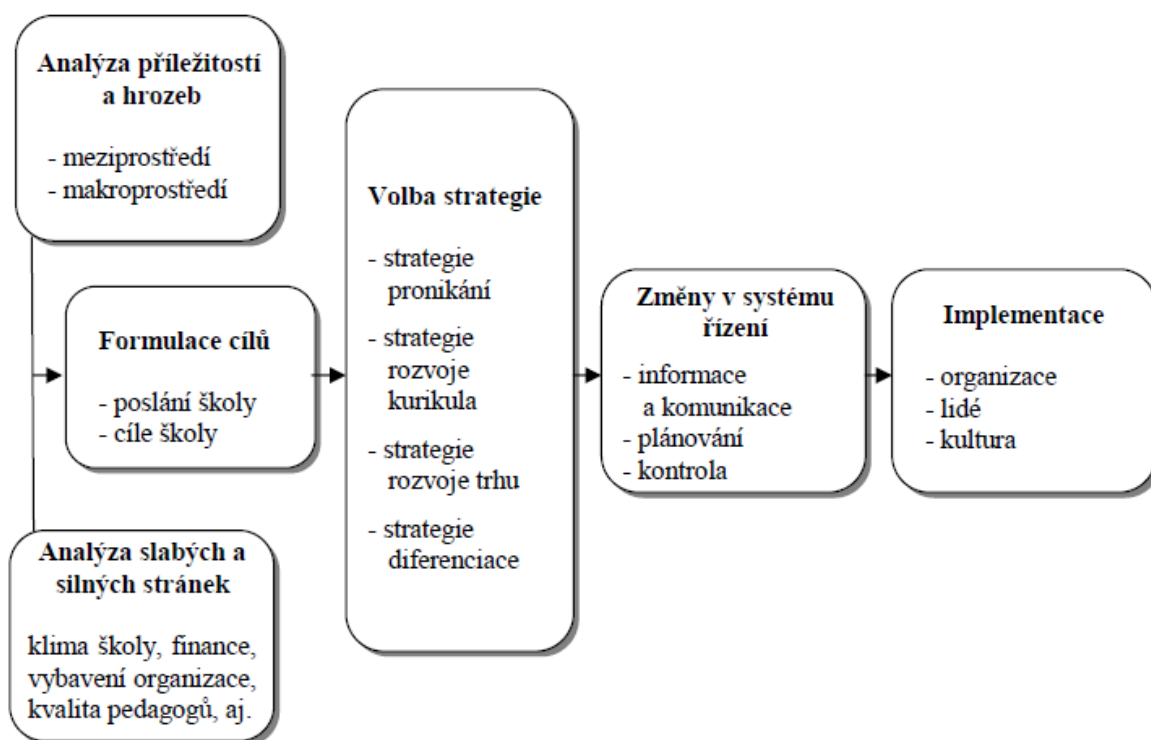 Analýza příležitostí
a hrozeb
- meziprostředí
- makroprostředí
Formulace cílů
- poslání školy
- cíle školy
Analýza slabých a
silných stránek
klima školy, finance,
vybavení organizace,
kvalita pedagogů, aj.
Volba strategie
- strategie
pronikání
- strategie
rozvoje
kurikula
- strategie
rozvoje trhu
- strategie
diferenciace
Změny v systému
řízení
- informace
a komunikace
- plánování
- kontrola
Implementace
- organizace
- lidé
- kultura